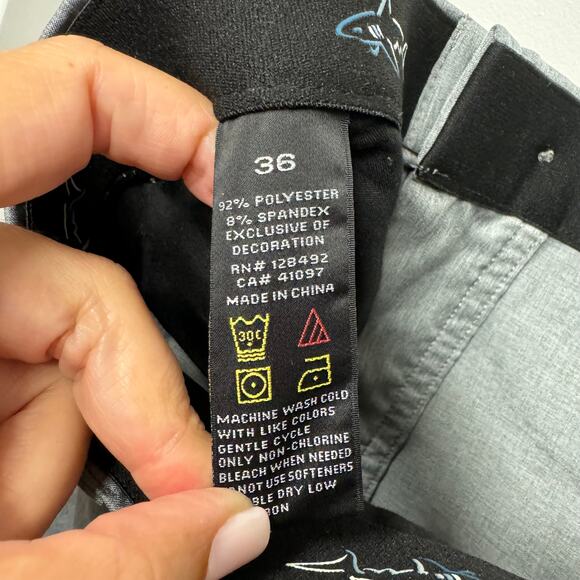 36
92% POLYESTER
8% SPANDEX
EXCLUSIVE OF
DECORATION
RN# 128492
CA# 41097
MADE IN CHINA
30C
MACHINE WASH COLD
WITH LIKE COLORS
GENTLE CYCLE
ONLY NON-CHLORINE
BLEACH WHEN NEEDED
NOT USE SOFTENERS
DRY LOW